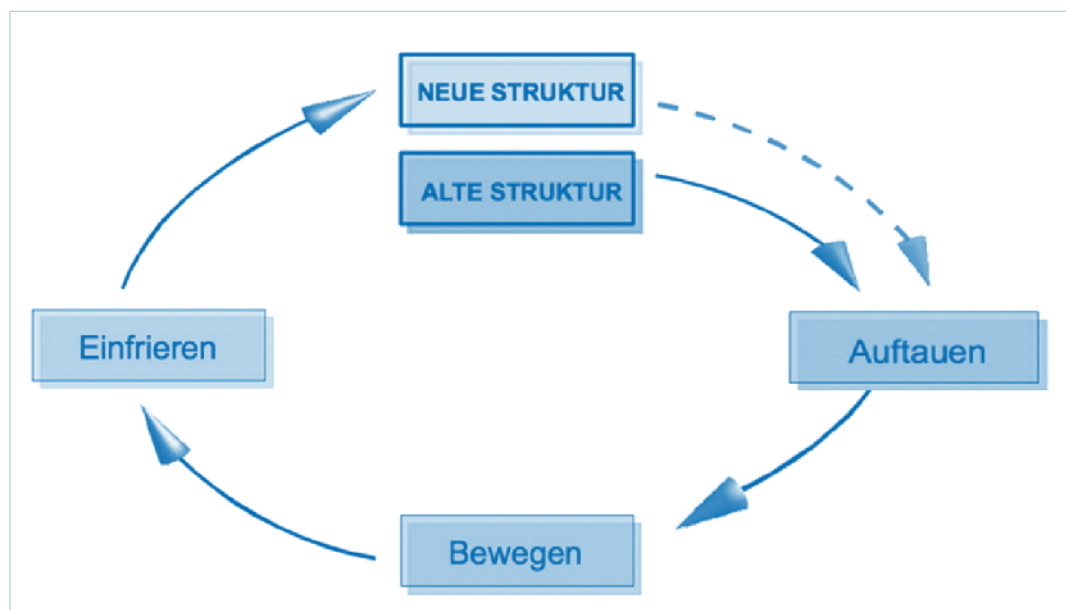 NEUE STRUKTUR
ALTE STRUKTUR
Einfrieren
Auftauen
Bewegen